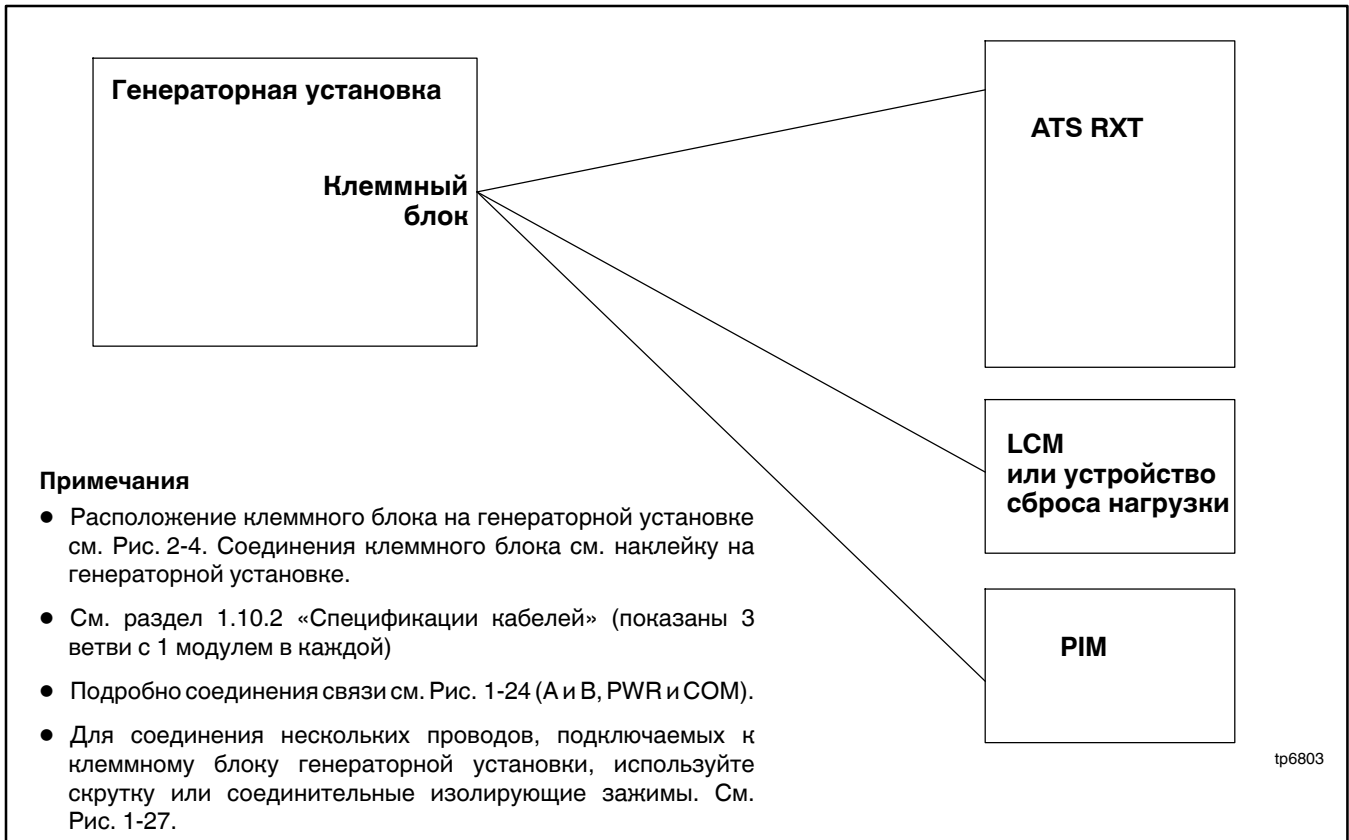 Генераторная установка
Клеммный
блок
ATS RXT
LCM
или устройство
сброса нагрузки
PIM
Примечания
● Расположение клеммного блока на генераторной установке
см. Рис. 2-4. Соединения клеммного блока см. наклейку на
генераторной установке.
● См. раздел 1.10.2 «Спецификации кабелей» (показаны 3
ветви с 1 модулем в каждой)
● Подробно соединения связи см. Рис. 1-24 (А и В, PWR и COM).
● Для соединения нескольких проводов, подключаемых к
клеммному блоку генераторной установки, используйте
скрутку или соединительные изолирующие зажимы. См.
Рис. 1-27.
tp6803